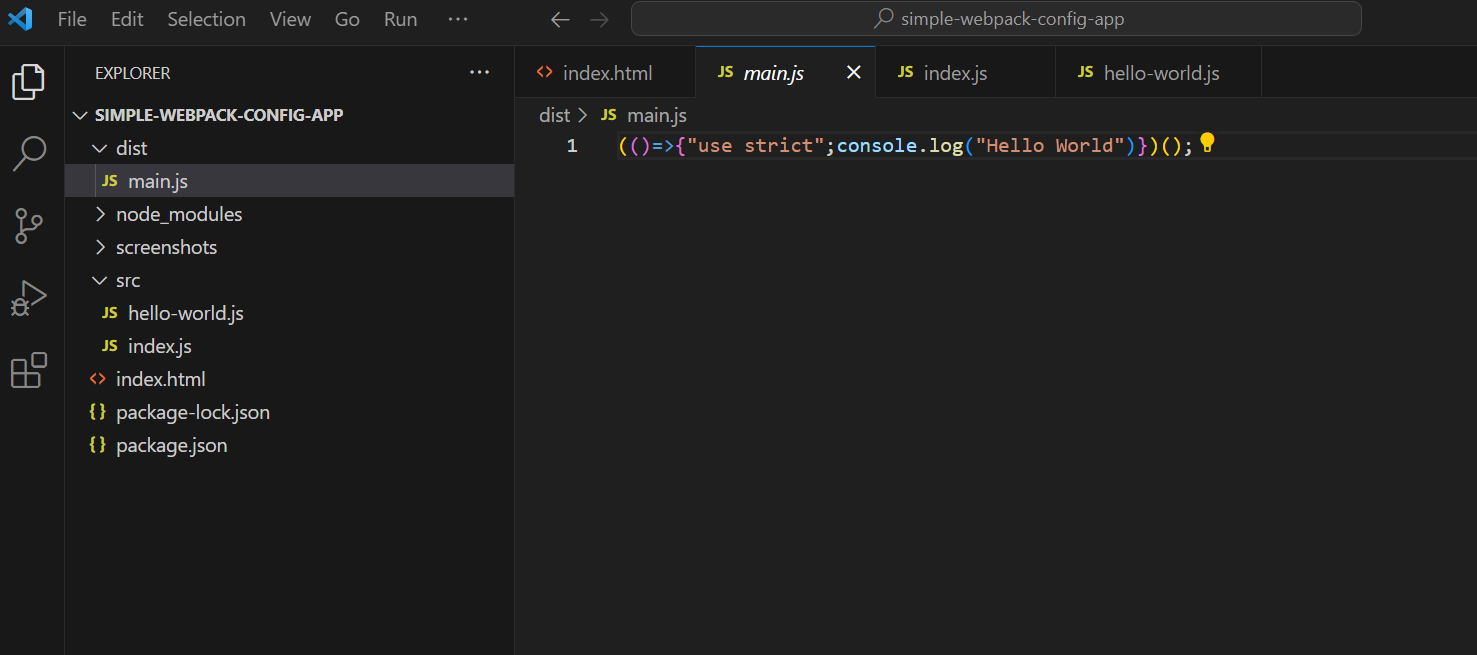 File Edit Selection View Go Run ··· simple-webpack-config-app
EXPLORER ···
SIMPLE-WEBPACK-CONFIG-APP
dist
JS main.js
node_modules
screenshots
src
JS hello-world.js
JS index.js
<> index.html
{} package-lock.json
{} package.json
<> index.html JS main.js JS index.js JS hello-world.js
dist > JS main.js
1 (()=>{"use strict";console.log("Hello World")})();